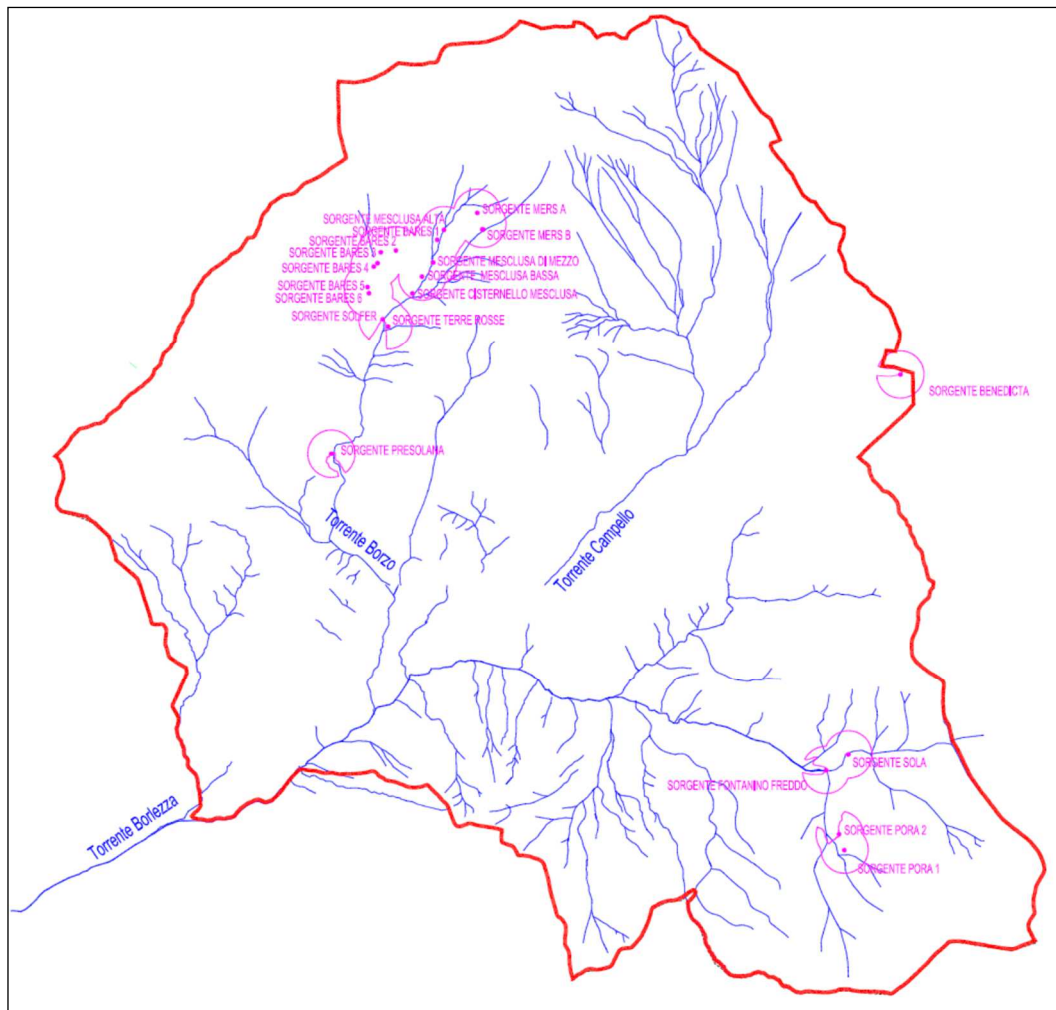 SORGENTE MERS A
SORGENTE MESCLUSA ALTA
SORGENTE BARES 1
SORGENTE MERS B
SORGENTE BARES 2
SORGENTE BARES 3
SORGENTE MESCLUSA DI MEZZO
SORGENTE BARES 4
SORGENTE MESCLUSA BASSA
SORGENTE BARES 5
SORGENTE CISTERNELLO MESCLUSA
SORGENTE BARES 6
SORGENTE SOLFER
SORGENTE TERRE ROSSE
SORGENTE BENEDICTA
SORGENTE PRESOLANA
Torrente Borzo
Torrente Campello
SORGENTE SOLA
SORGENTE FONTANINO FREDDO
Torrente Borlezza
SORGENTE PORA 2
SORGENTE PORA 1